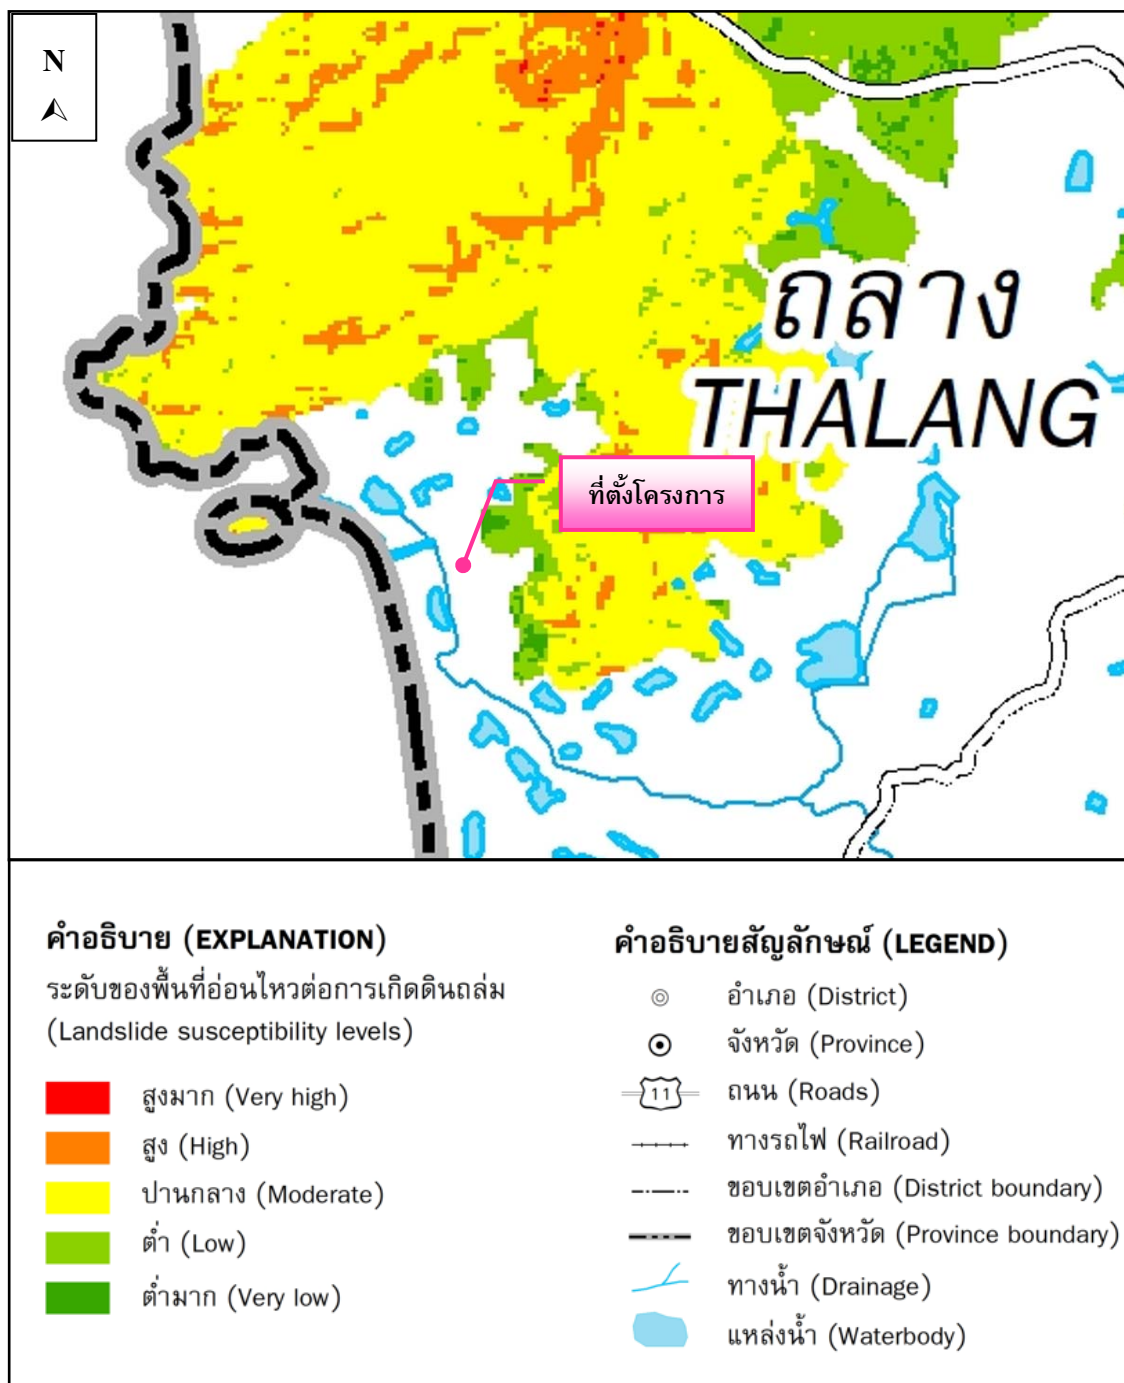 N
ถลาง
THALANG
ที่ตั้งโครงการ
คำอธิบาย (EXPLANATION)
ระดับของพื้นที่อ่อนไหวต่อการเกิดดินถล่ม
(Landslide susceptibility levels)
สูงมาก (Very high)
สูง (High)
ปานกลาง (Moderate)
ต่ำ (Low)
ต่ำมาก (Very low)
คำอธิบายสัญลักษณ์ (LEGEND)
อำเภอ (District)
จังหวัด (Province)
11 ถนน (Roads)
ทางรถไฟ (Railroad)
ขอบเขตอำเภอ (District boundary)
ขอบเขตจังหวัด (Province boundary)
ทางน้ำ (Drainage)
แหล่งน้ำ (Waterbody)